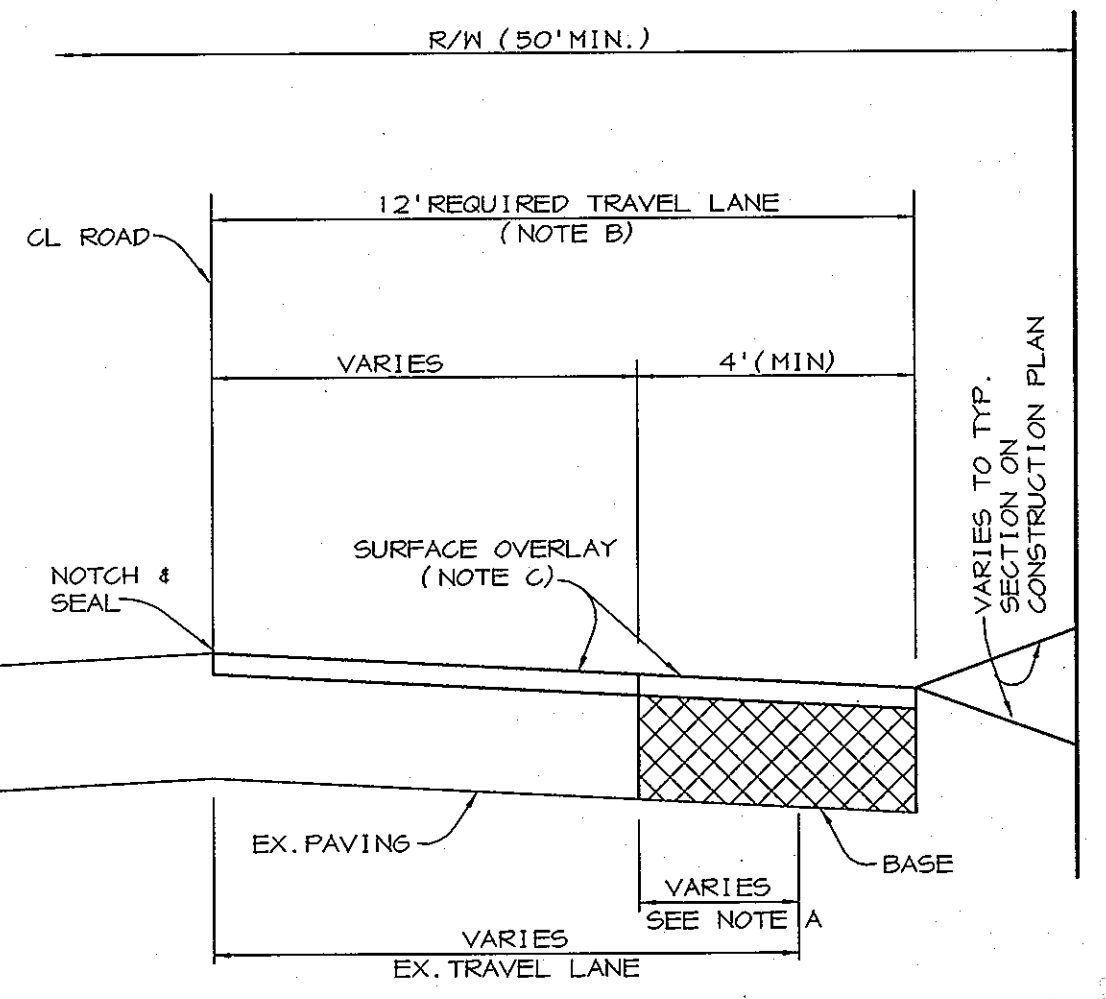 R/W (50'MIN.)
12'REQUIRED TRAVEL LANE
(NOTE B)
CL ROAD
VARIES
4'(MIN)
VARIES TO TYP.
SECTION ON
CONSTRUCTION PLAN
SURFACE OVERLAY
(NOTE C)
NOTCH &
SEAL
EX.PAVING
BASE
VARIES
SEE NOTE A
VARIES
EX.TRAVEL LANE